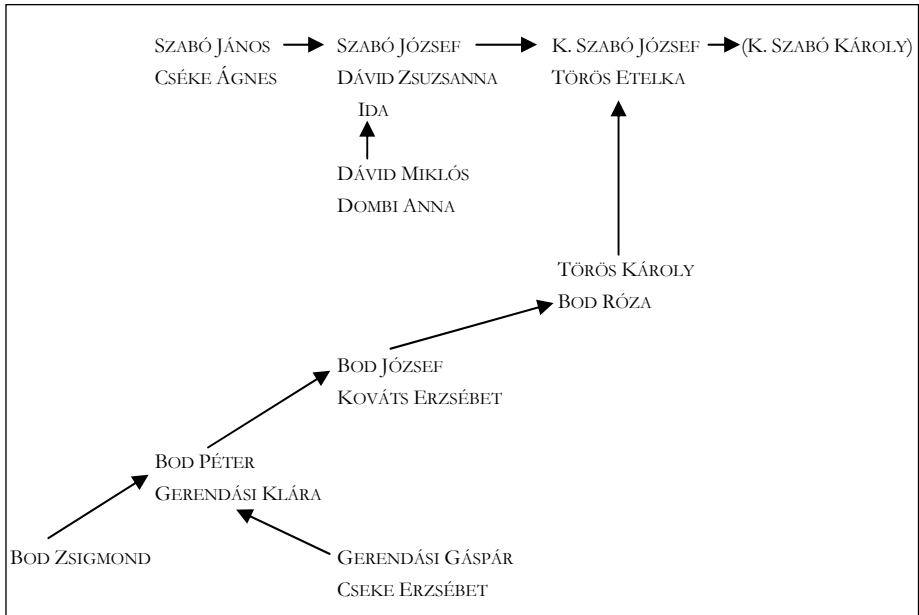 SZABÓ JÁNOS SZABÓ JÓZSEF K. SZABÓ JÓZSEF (K. SZABÓ KÁROLY)
CSÉKE ÁGNES DÁVID ZSUZSANNA TÖRÖS ETELKA
IDA
DÁVID MIKLÓS
DOMBI ANNA
TÖRÖS KÁROLY
BOD RÓZA
BOD JÓZSEF
KOVÁTS ERZSÉBET
BOD PÉTER
GERENDÁSI KLÁRA
BOD ZSIGMOND GERENDÁSI GÁSPÁR
CSEKE ERZSÉBET